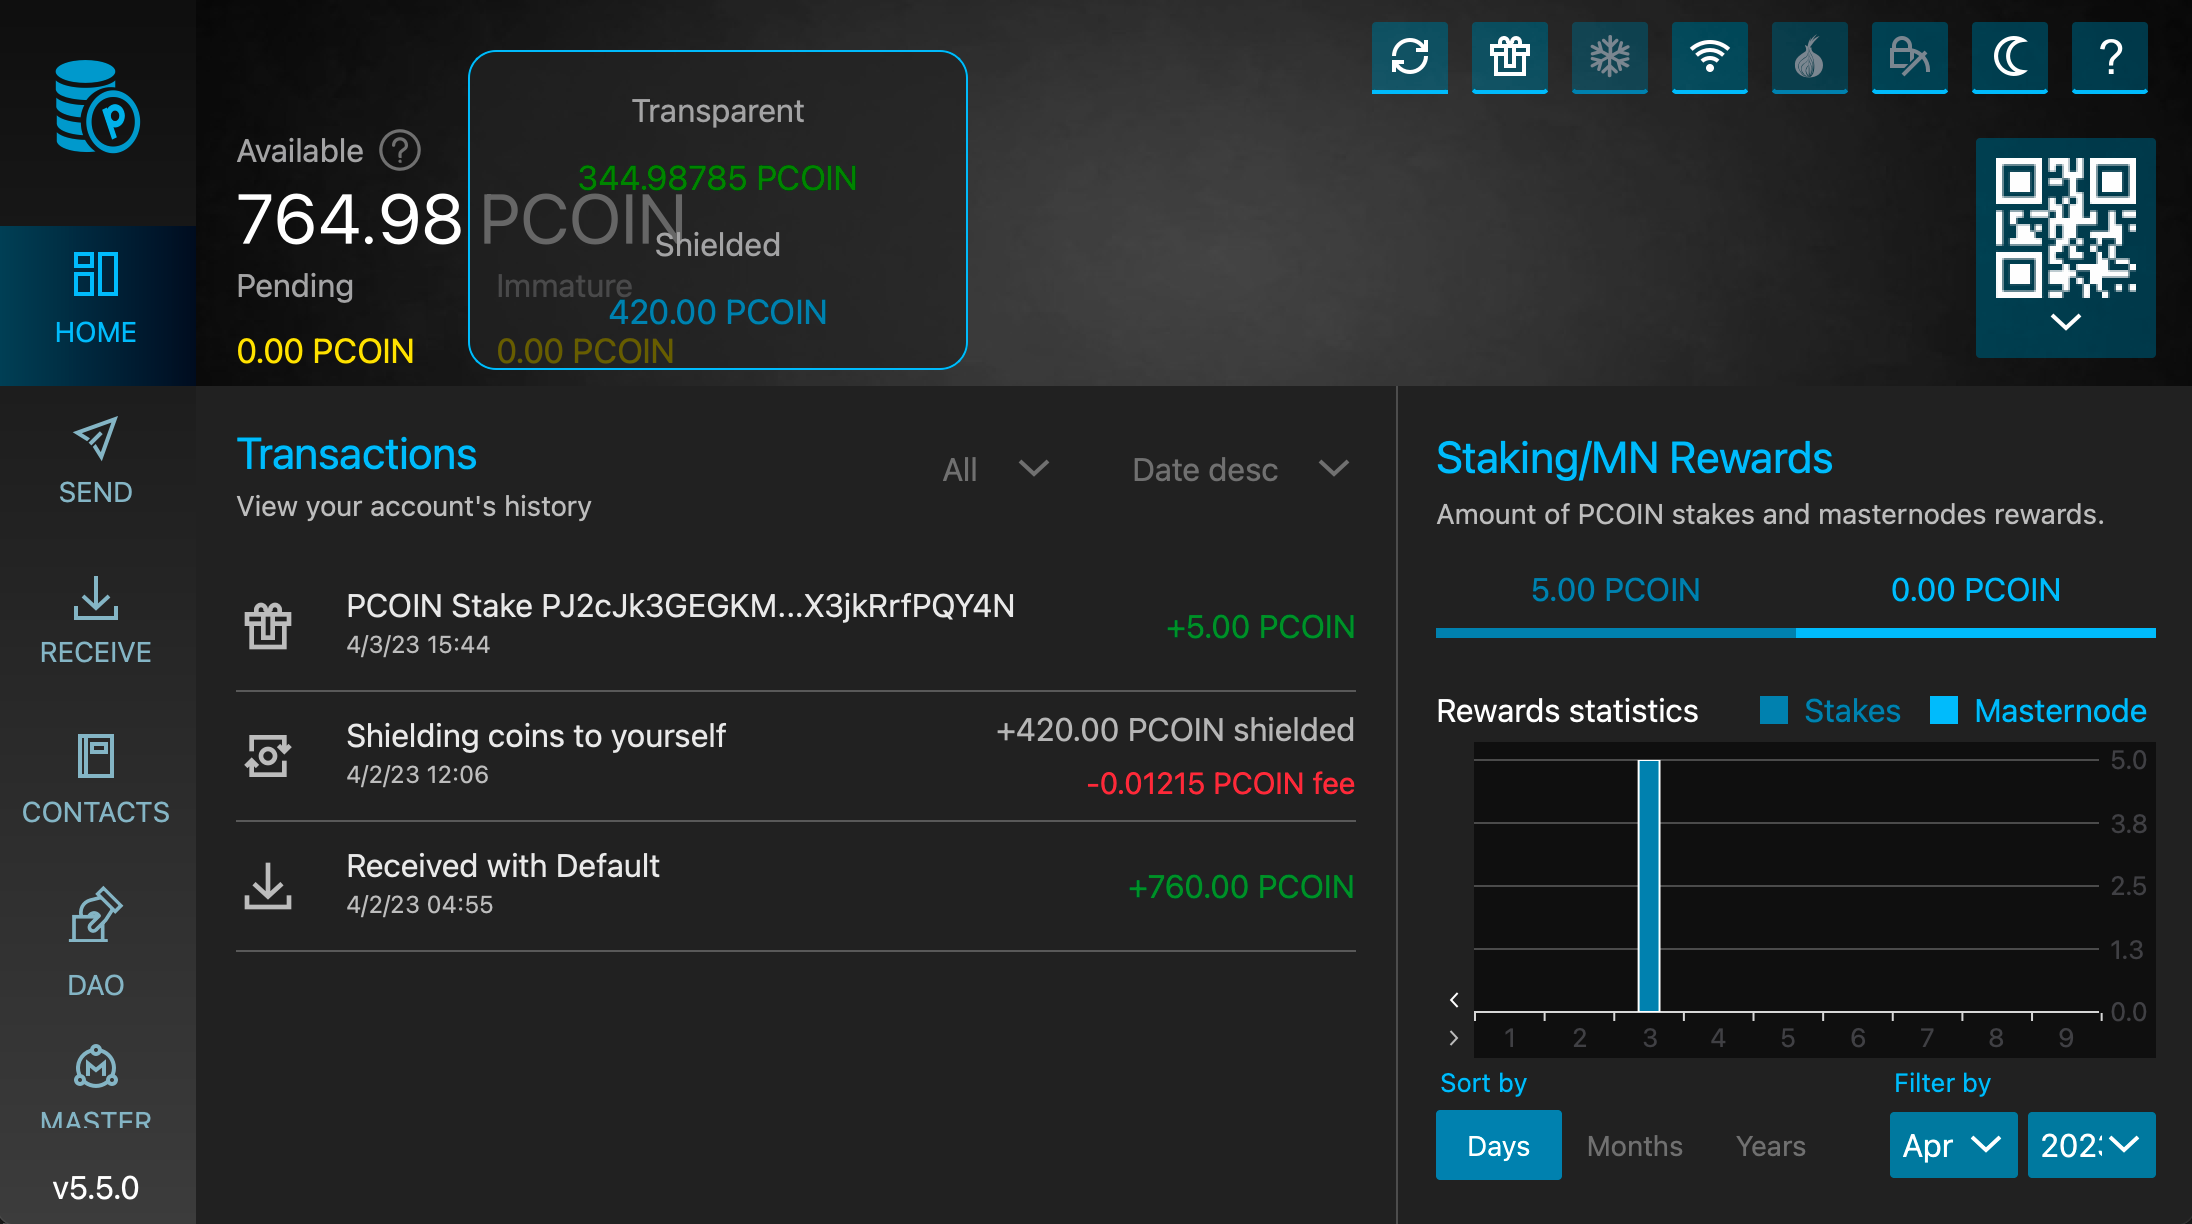 Available
764.98 PCOIN
Pending
Immature
0.00 PCOIN
0.00 PCOIN
Transparent
344.98785 PCOIN
Shielded
420.00 PCOIN
?
HOME
SEND
RECEIVE
CONTACTS
DAO
MASTER
v5.5.0
Transactions
View your account's history
All
Date desc
PCOIN Stake PJ2cJk3GEGKM...X3jkRrfPQY4N
4/3/23 15:44
+5.00 PCOIN
Shielding coins to yourself
4/2/23 12:06
+420.00 PCOIN shielded
-0.01215 PCOIN fee
Received with Default
4/2/23 04:55
+760.00 PCOIN
Staking/MN Rewards
Amount of PCOIN stakes and masternodes rewards.
5.00 PCOIN
0.00 PCOIN
Rewards statistics
Stakes
Masternode
5.0
3.8
2.5
1.3
0.0
1 2 3 4 5 6 7 8 9
Sort by
Days
Months
Years
Filter by
Apr